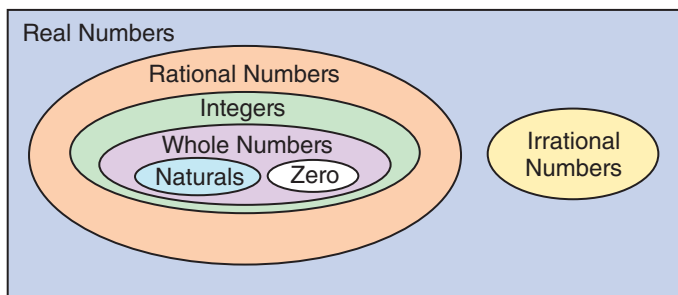 Real Numbers
Rational Numbers
Integers
Whole Numbers
Naturals
Zero
Irrational
Numbers